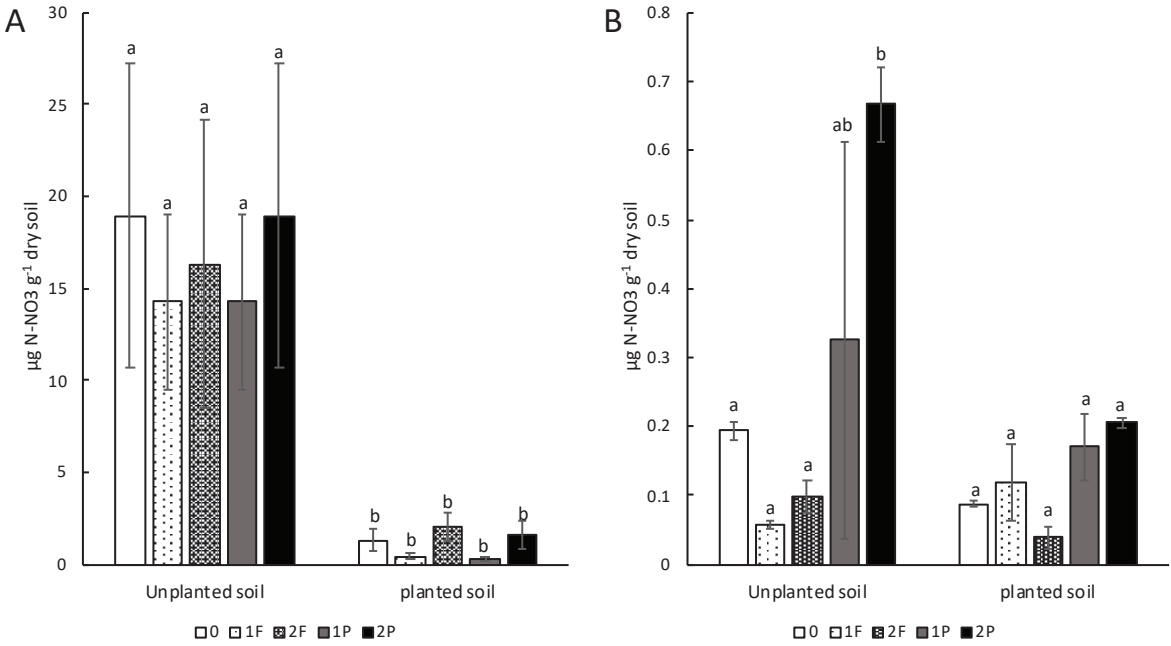 A
µg N-NO3 g-1 dry soil
30
25
20
15
10
5
0
a
a
a
a
a
b
b
b
b
b
Unplanted soil planted soil
0 1F 2F 1P 2P
B
µg N-NO3 g-1 dry soil
0.8
0.7
0.6
0.5
0.4
0.3
0.2
0.1
0
a
a
a
ab
b
a
a
a
a
a
Unplanted soil planted soil
0 1F 2F 1P 2P